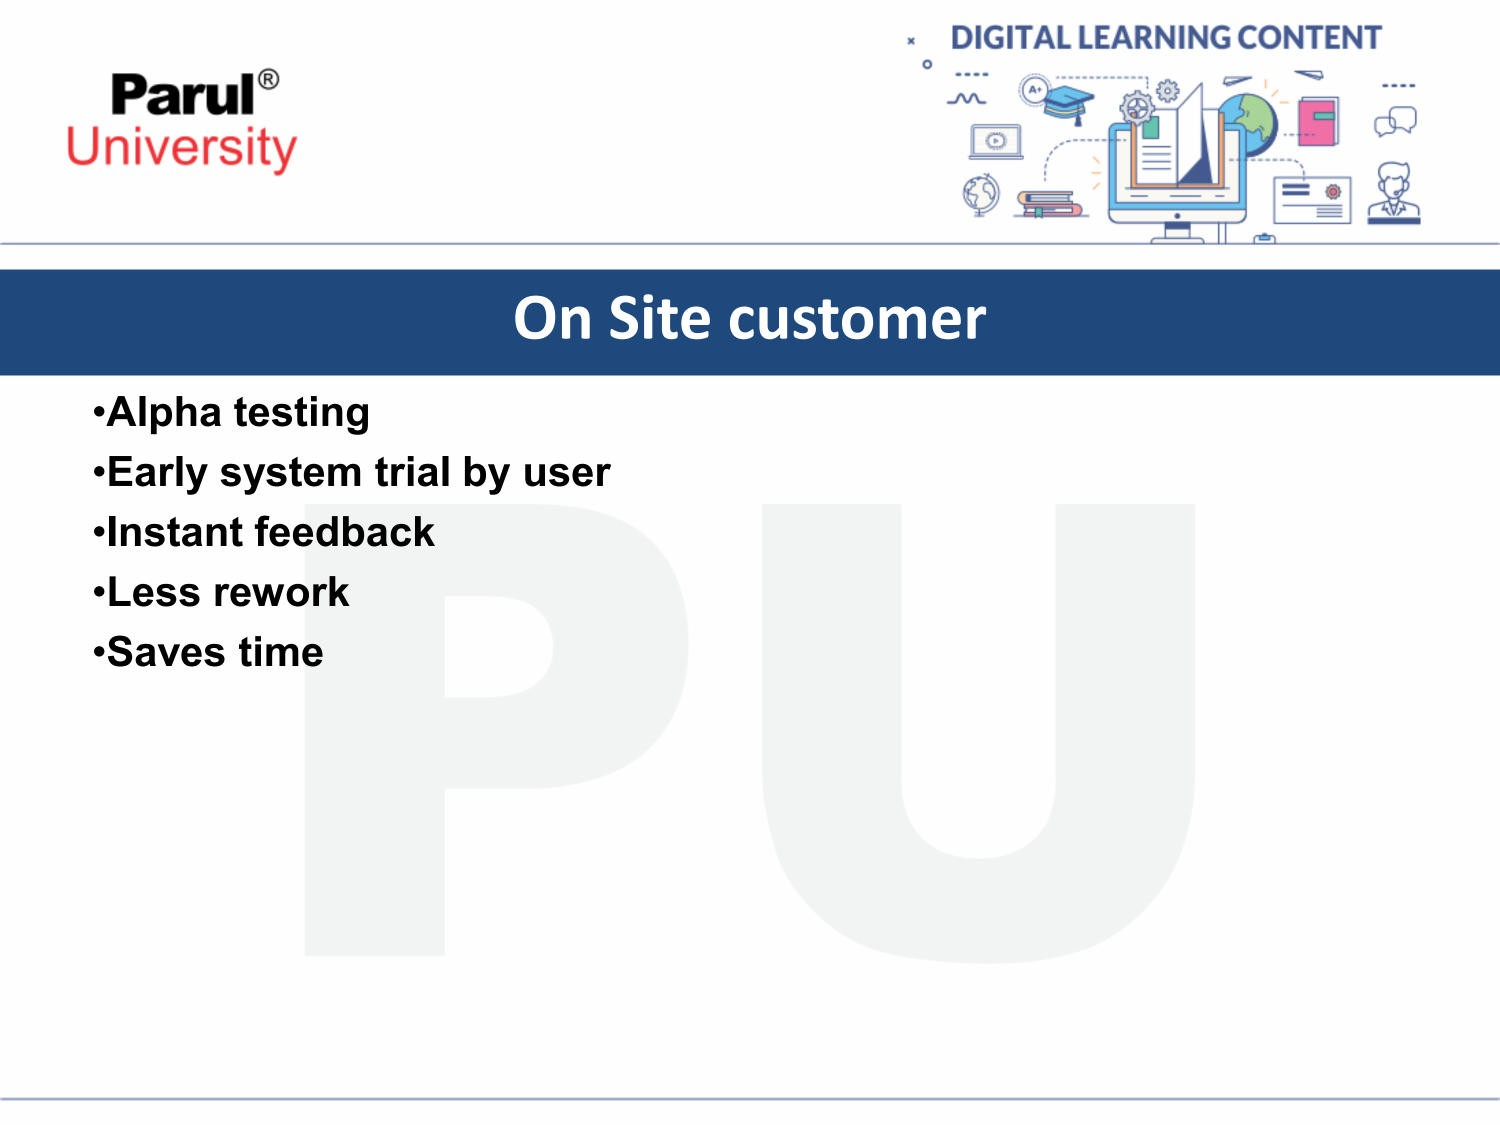 Parul®
University
DIGITAL LEARNING CONTENT
A+
On Site customer
•Alpha testing
•Early system trial by user
•Instant feedback
•Less rework
•Saves time
PU